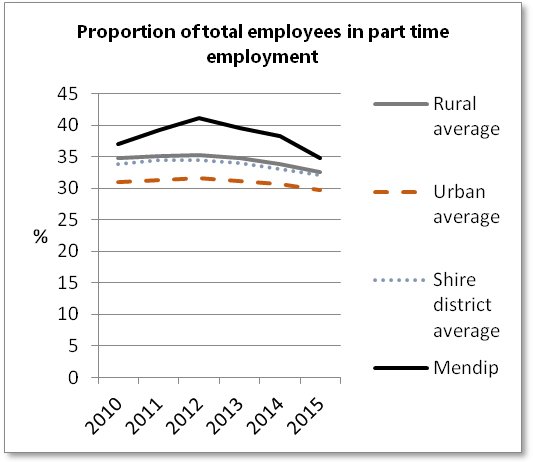 Proportion of total employees in part time
employment
45
40
35
30
25
20
15
10
5
0
%
2010
2011
2012
2013
2014
2015
Rural
average
Urban
average
Shire
district
average
Mendip